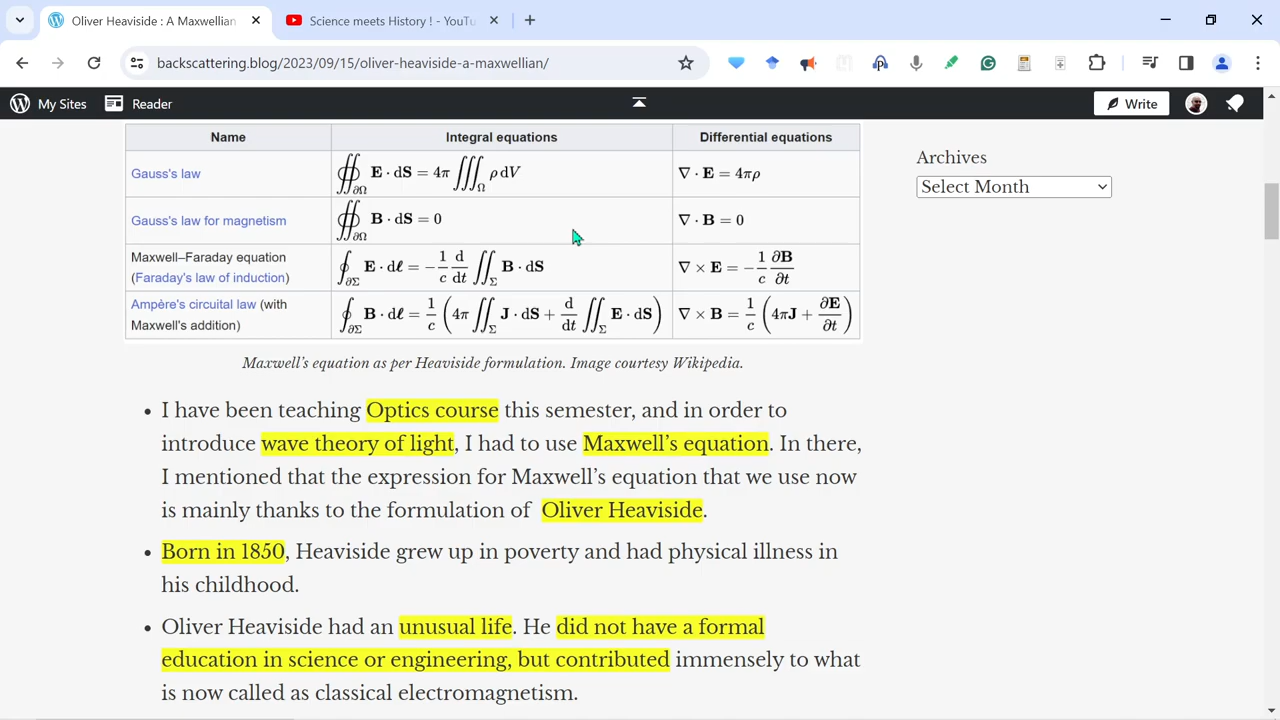 Oliver Heaviside : A Maxwellian
Science meets History ! - YouTu
backscattering.blog/2023/09/15/oliver-heaviside-a-maxwellian/
My Sites Reader Write
Name Integral equations Differential equations
Gauss's law ∯∂Ω E · dS = 4π ∭Ω ρ dV ∇ · E = 4πρ
Gauss's law for magnetism ∯∂Ω B · dS = 0 ∇ · B = 0
Maxwell–Faraday equation
(Faraday's law of induction) ∮∂Σ E · dℓ = −1/c d/dt ∬Σ B · dS ∇ × E = −1/c ∂B/∂t
Ampère's circuital law (with
Maxwell's addition) ∮∂Σ B · dℓ = 1/c (4π ∬Σ J · dS + d/dt ∬Σ E · dS) ∇ × B = 1/c (4πJ + ∂E/∂t)
Maxwell's equation as per Heaviside formulation. Image courtesy Wikipedia.
Archives
Select Month
• I have been teaching Optics course this semester, and in order to
introduce wave theory of light, I had to use Maxwell's equation. In there,
I mentioned that the expression for Maxwell's equation that we use now
is mainly thanks to the formulation of Oliver Heaviside.
• Born in 1850, Heaviside grew up in poverty and had physical illness in
his childhood.
• Oliver Heaviside had an unusual life. He did not have a formal
education in science or engineering, but contributed immensely to what
is now called as classical electromagnetism.